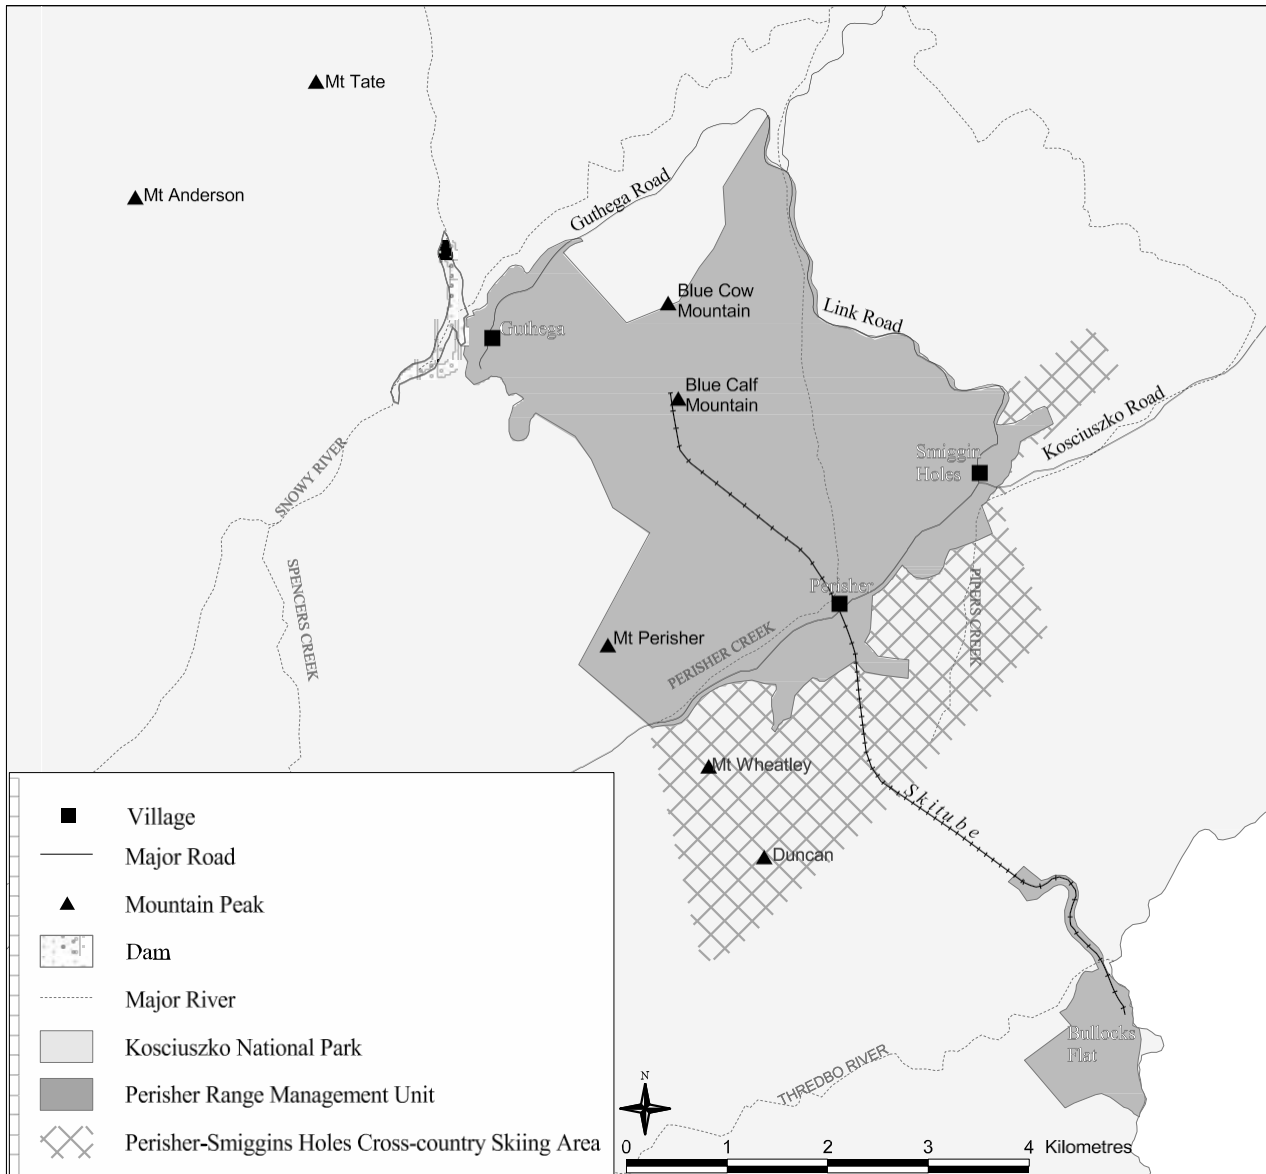 Mt Tate
Mt Anderson
Guthega Road
Blue Cow
Mountain
Link Road
Guthega
Blue Calf
Mountain
Kosciuszko Road
Smiggin
Holes
SNOWY RIVER
SPENCERS CREEK
Perisher
PIPERS CREEK
Mt Perisher
PERISHER CREEK
Mt Wheatley
Skitube
Duncan
Bullocks
Flat
THREDBO RIVER
Village
Major Road
Mountain Peak
Dam
Major River
Kosciuszko National Park
Perisher Range Management Unit
Perisher-Smiggins Holes Cross-country Skiing Area
N
0 1 2 3 4 Kilometres